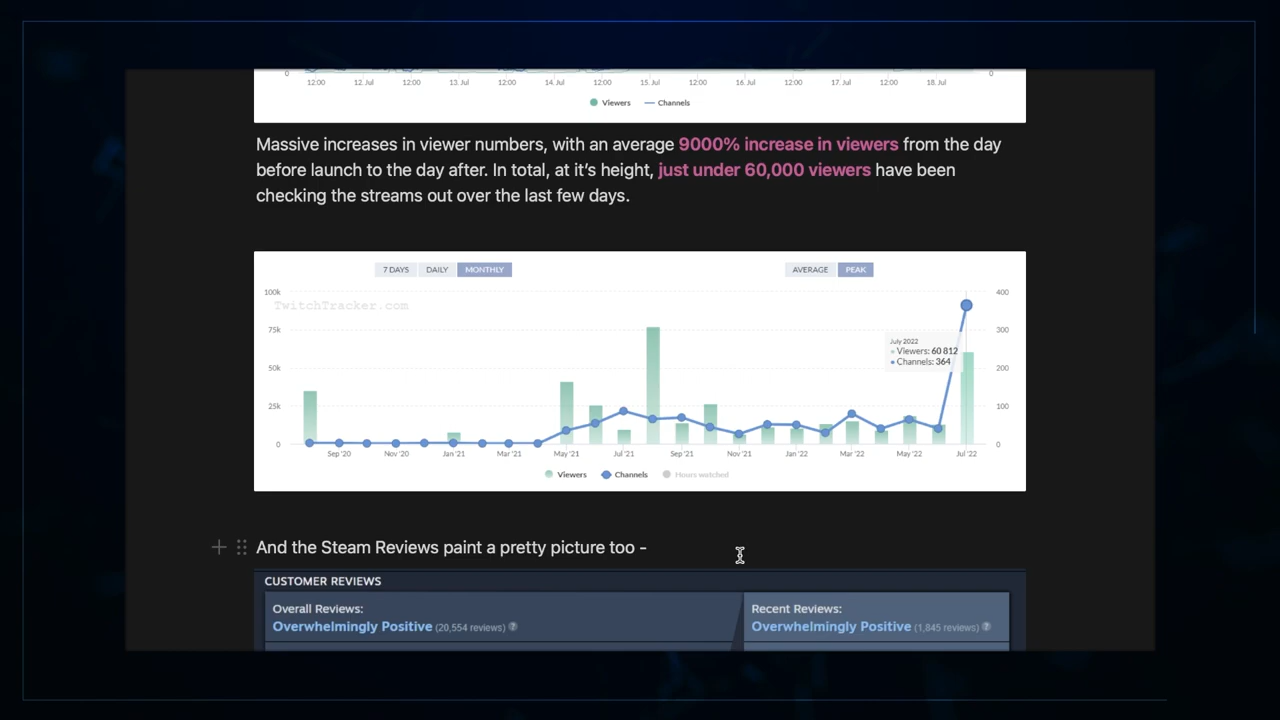 0 0
12:00 12. Jul 12:00 13. Jul 12:00 14. Jul 12:00 15. Jul 12:00 16. Jul 12:00 17. Jul 12:00 18. Jul
Viewers Channels
Massive increases in viewer numbers, with an average 9000% increase in viewers from the day
before launch to the day after. In total, at it's height, just under 60,000 viewers have been
checking the streams out over the last few days.
7 DAYS DAILY MONTHLY AVERAGE PEAK
100k 400
TwitchTracker.com
75k 300
July 2022
Viewers: 60 812
Channels: 364
50k 200
25k 100
0 0
Sep '20 Nov '20 Jan '21 Mar '21 May '21 Jul '21 Sep '21 Nov '21 Jan '22 Mar '22 May '22 Jul '22
Viewers Channels Hours watched
And the Steam Reviews paint a pretty picture too -
CUSTOMER REVIEWS
Overall Reviews: Recent Reviews:
Overwhelmingly Positive (20,554 reviews) ? Overwhelmingly Positive (1,845 reviews) ?